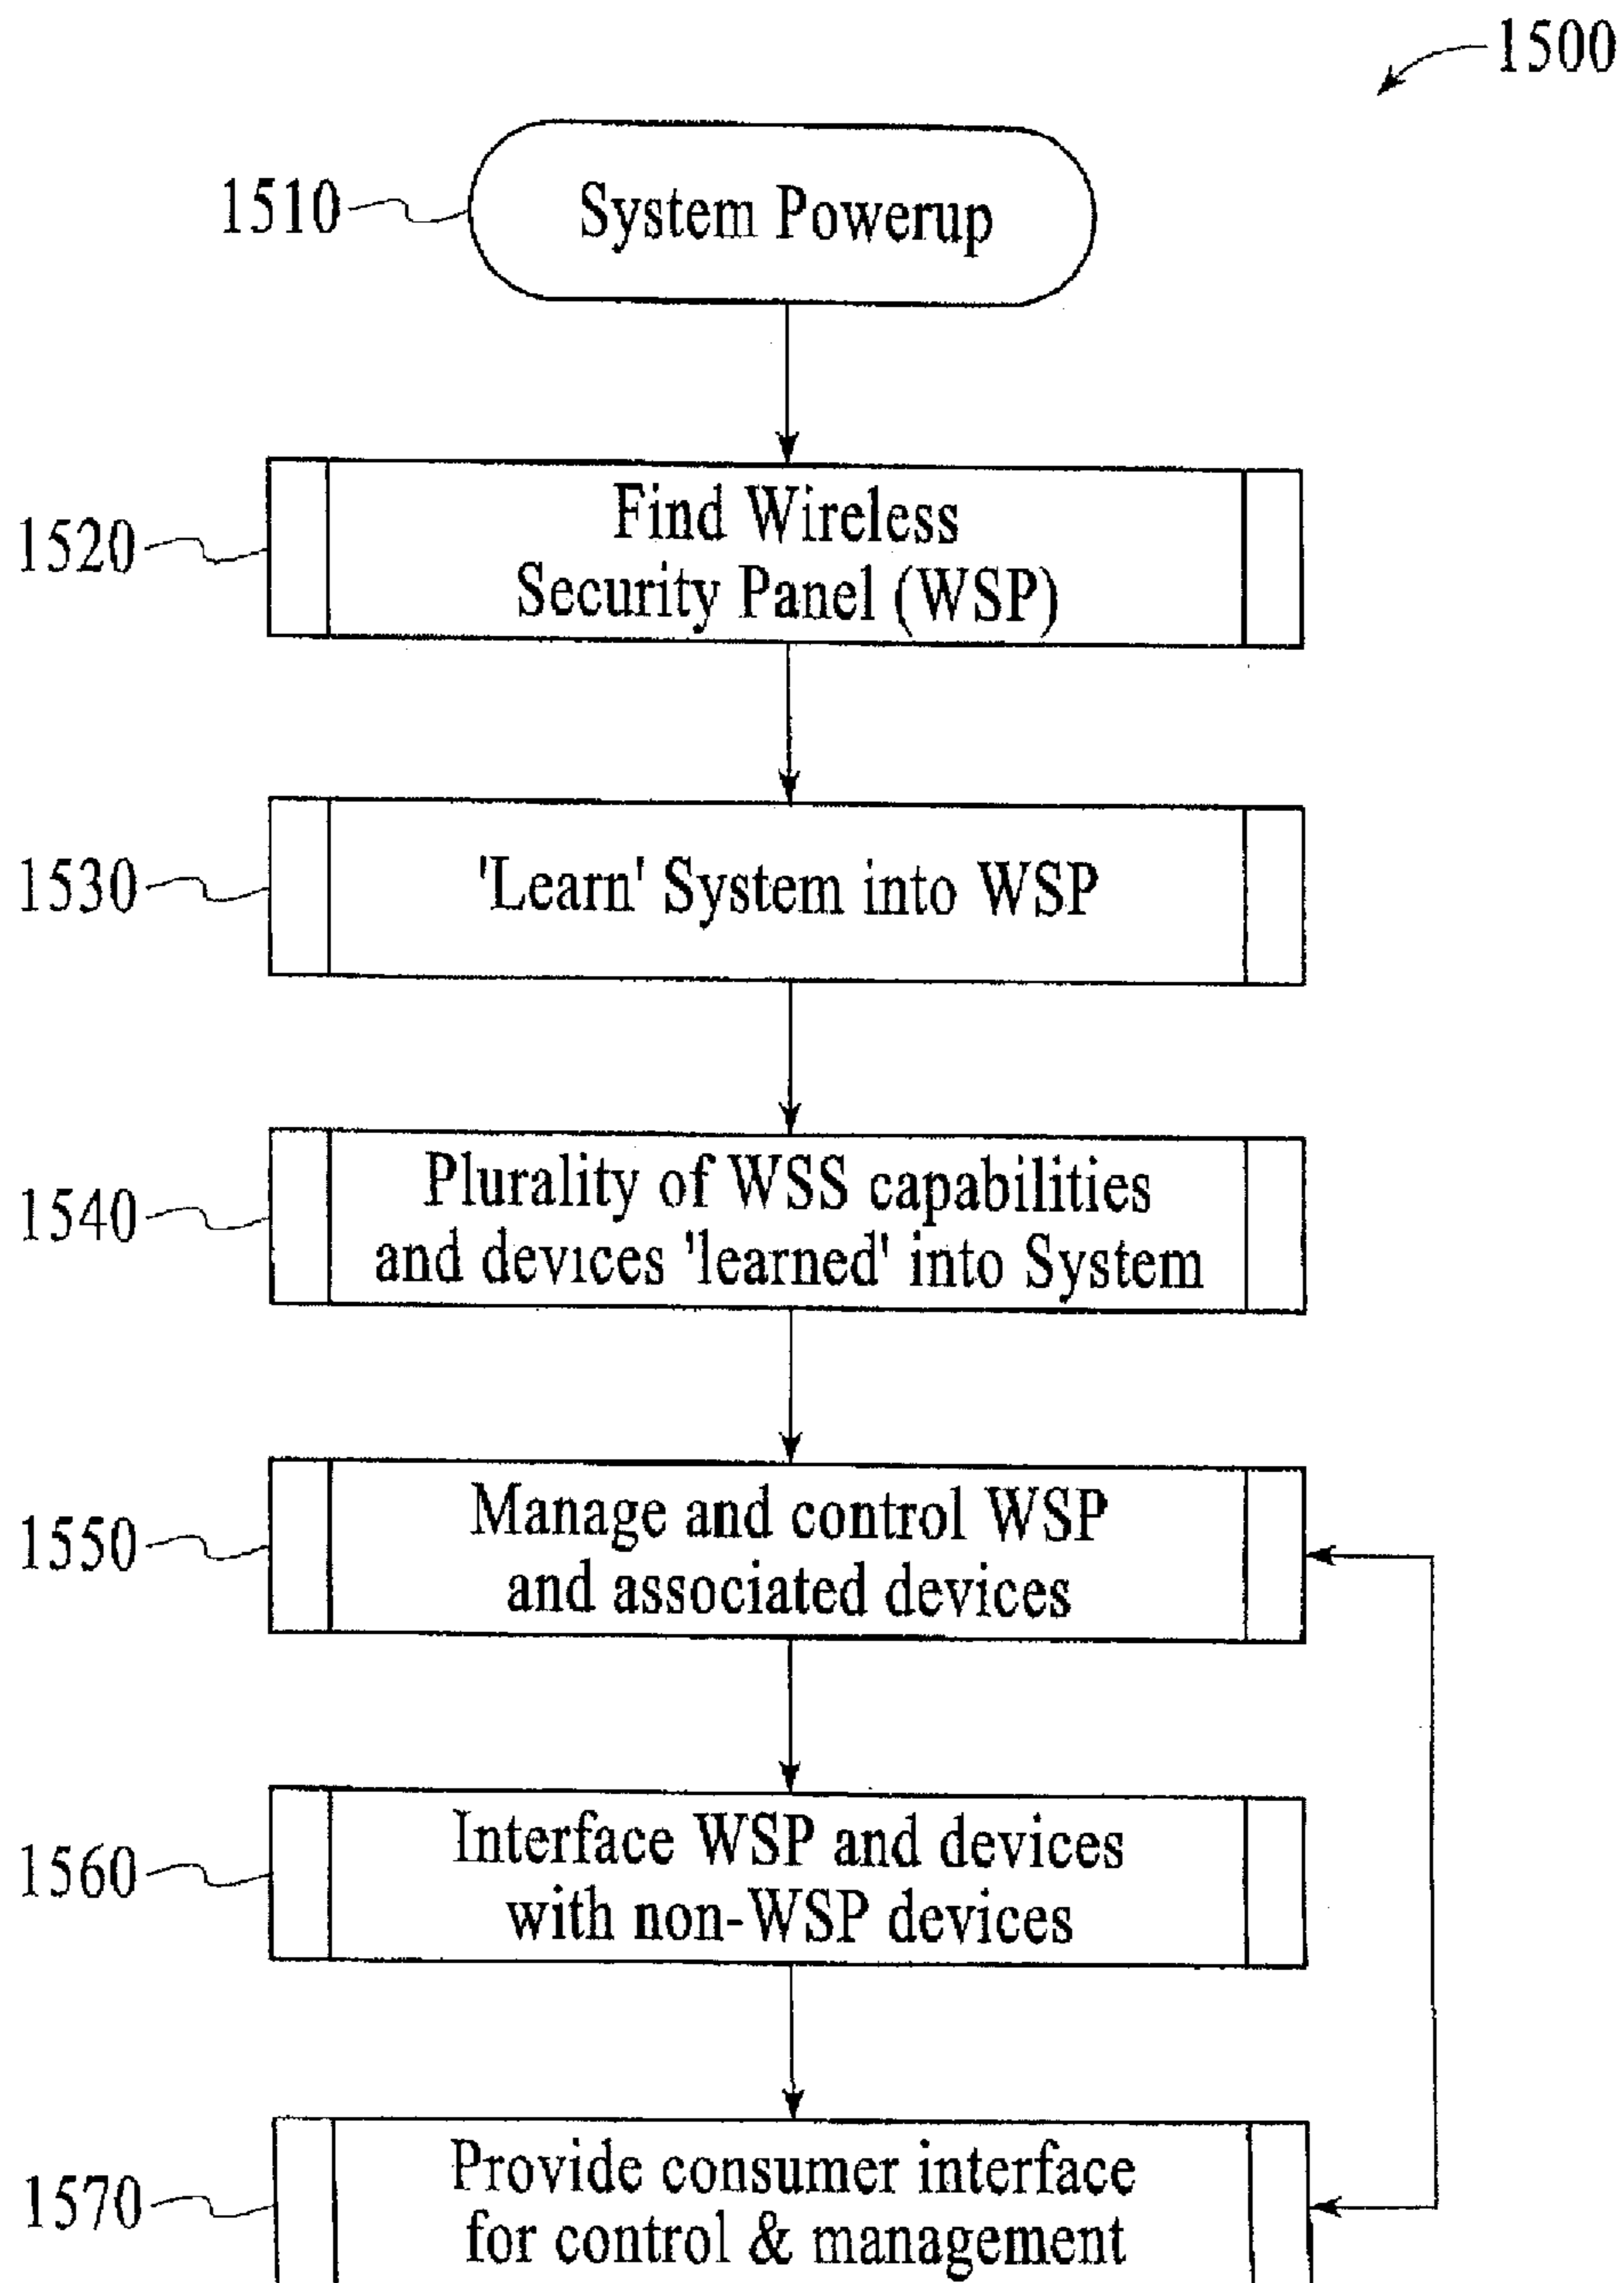 1500
1510
System Powerup
1520
Find Wireless
Security Panel (WSP)
1530
'Learn' System into WSP
1540
Plurality of WSS capabilities
and devices 'learned' into System
1550
Manage and control WSP
and associated devices
1560
Interface WSP and devices
with non-WSP devices
1570
Provide consumer interface
for control & management